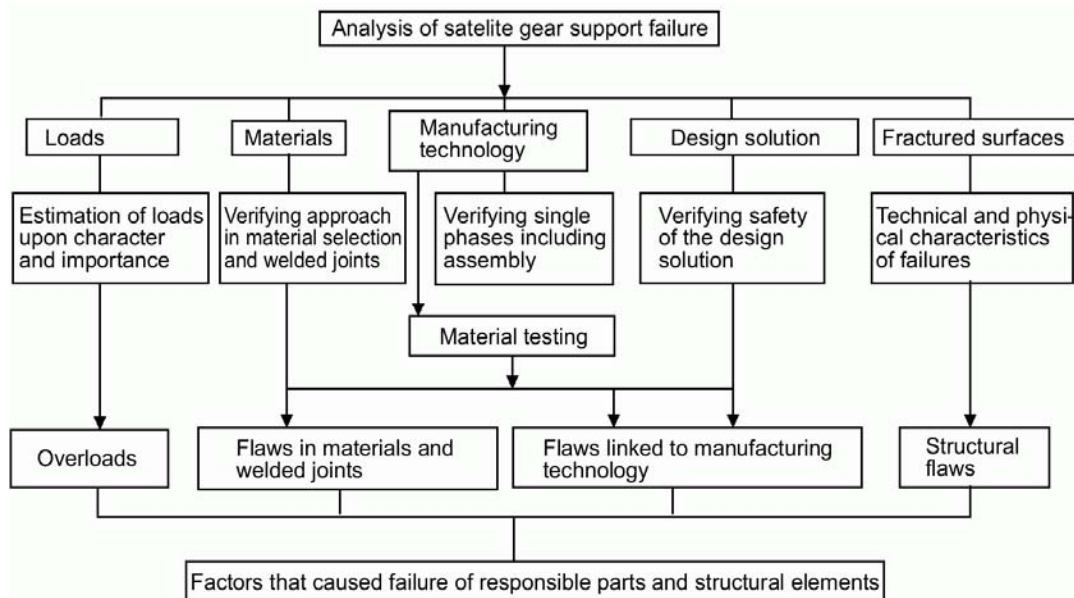 Analysis of satelite gear support failure
Loads
Materials
Manufacturing
technology
Design solution
Fractured surfaces
Estimation of loads
upon character
and importance
Verifying approach
in material selection
and welded joints
Verifying single
phases including
assembly
Verifying safety
of the design
solution
Technical and physi-
cal characteristics
of failures
Material testing
Overloads
Flaws in materials and
welded joints
Flaws linked to manufacturing
technology
Structural
flaws
Factors that caused failure of responsible parts and structural elements